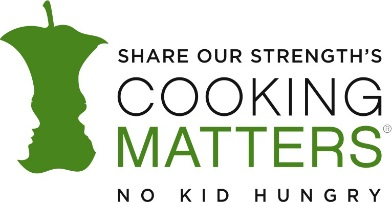 SHARE OUR STRENGTH'S
COOKING
MATTERS®
NO KID HUNGRY